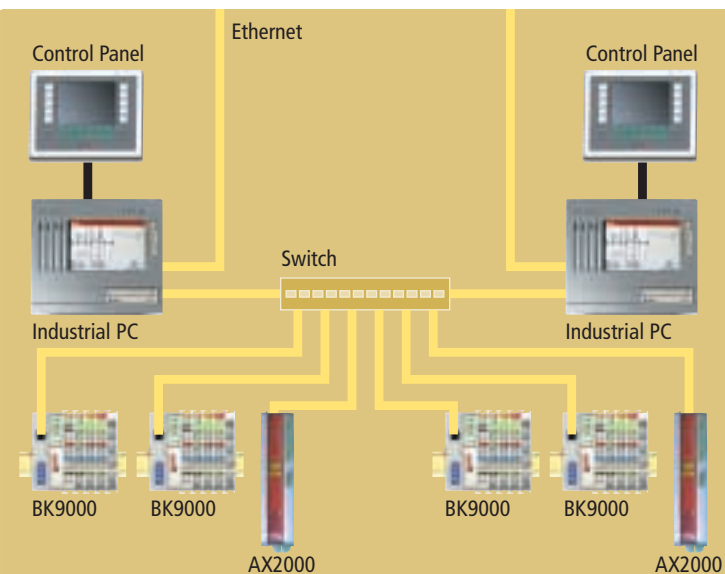 Ethernet
Control Panel
Control Panel
Switch
Industrial PC
Industrial PC
BK9000
BK9000
BK9000
BK9000
AX2000
AX2000